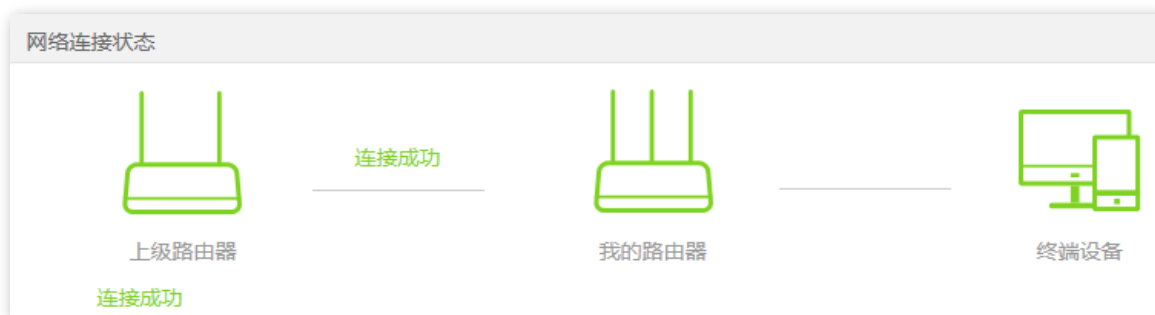 网络连接状态
连接成功
上级路由器
我的路由器
终端设备
连接成功